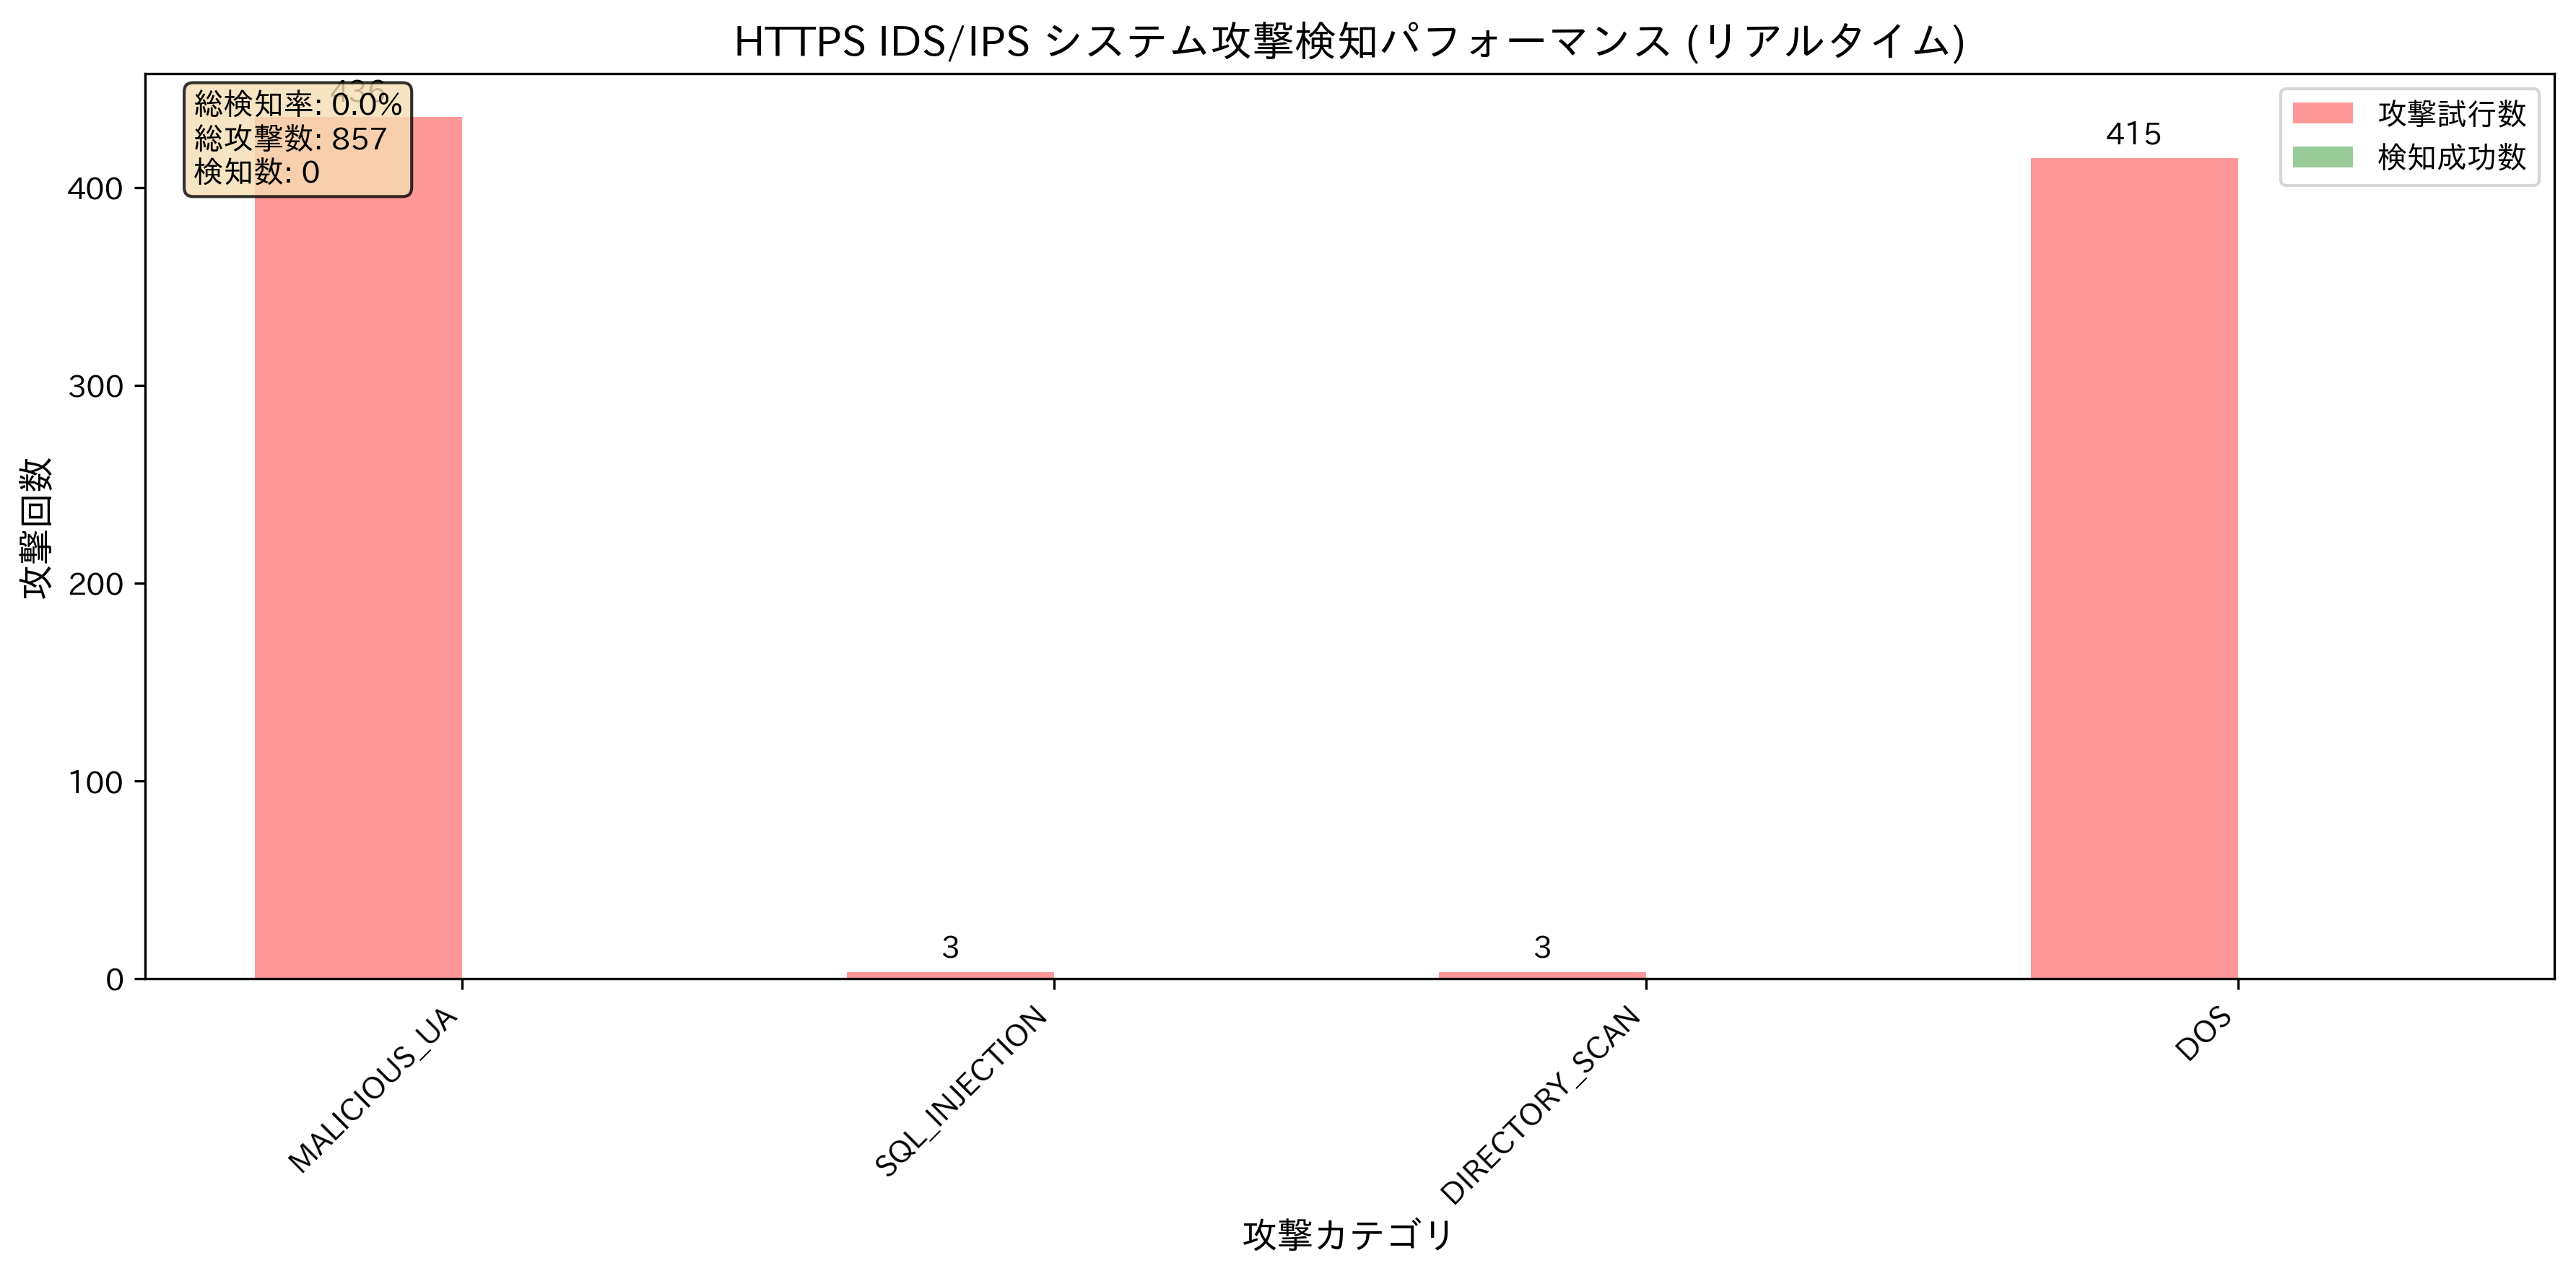 HTTPS IDS/IPS システム攻撃検知パフォーマンス (リアルタイム)
436
総検知率: 0.0%
総攻撃数: 857
検知数: 0
415
攻撃試行数
検知成功数
400
300
200
100
0
攻撃回数
3
3
MALICIOUS_UA
SQL_INJECTION
DIRECTORY_SCAN
DOS
攻撃カテゴリ